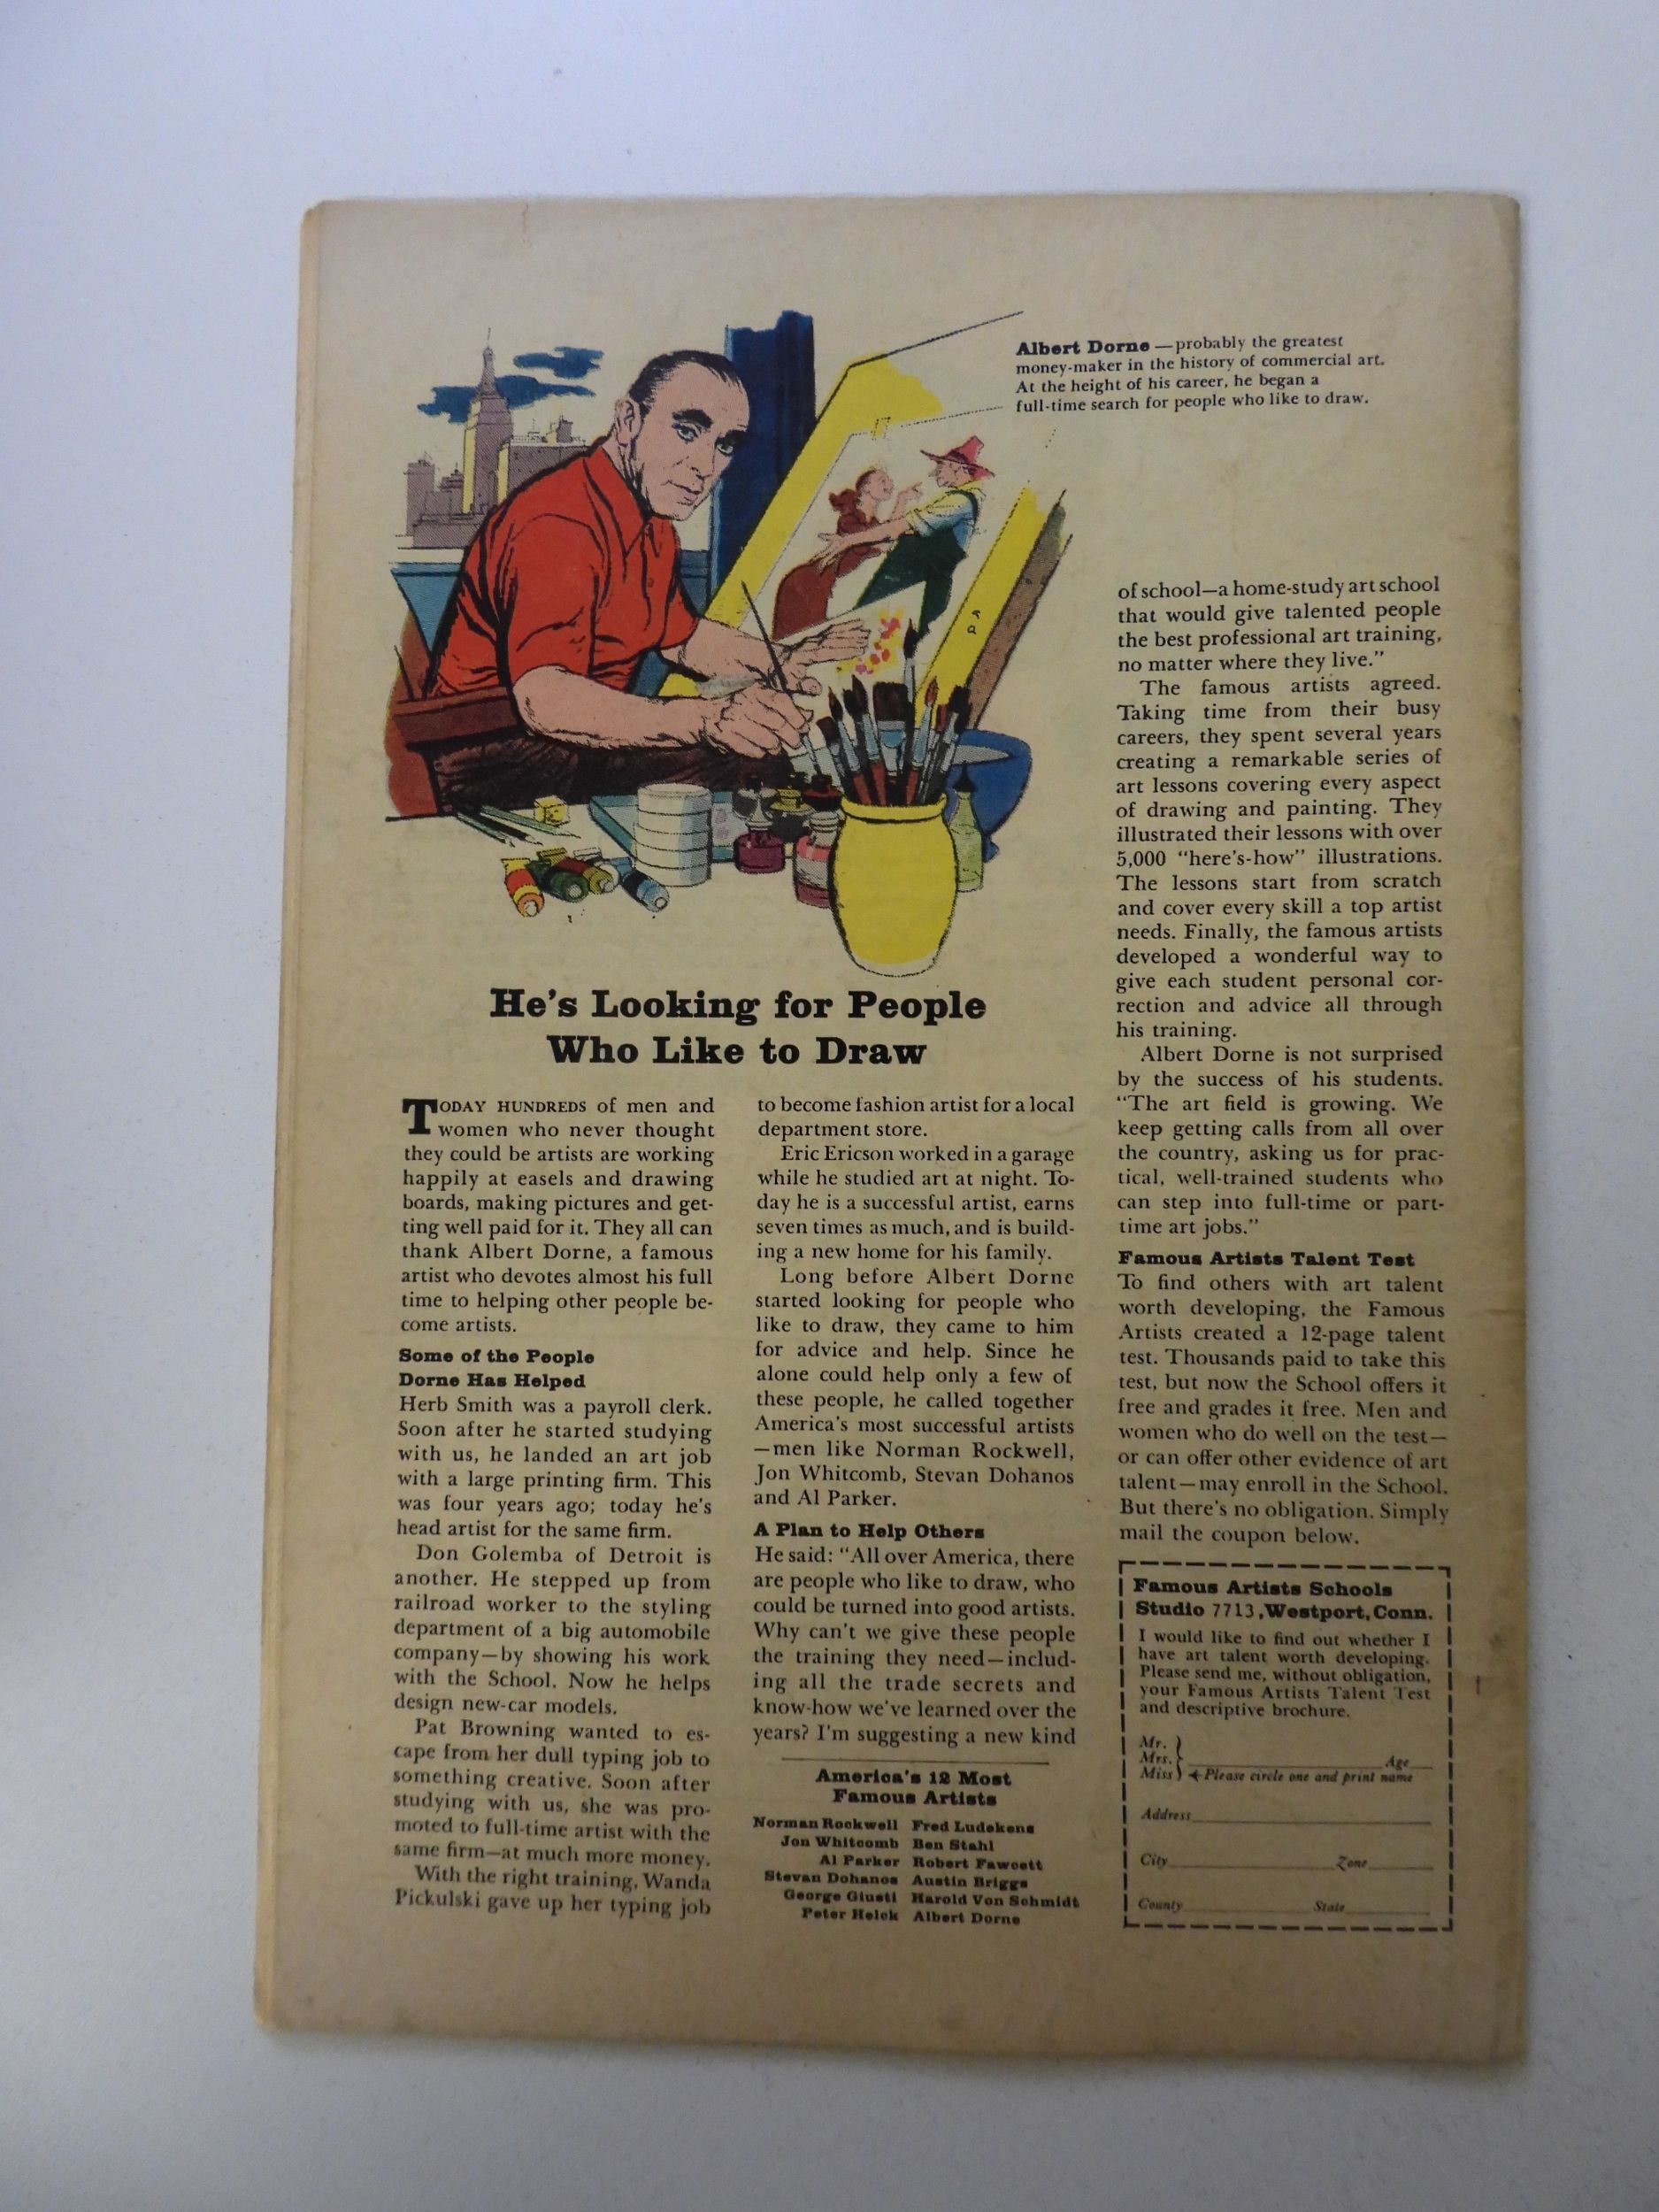 Albert Dorne—probably the greatest
money-maker in the history of commercial art.
At the height of his career, he began a
full-time search for people who like to draw.
He's Looking for People
Who Like to Draw
TODAY HUNDREDS of men and
women who never thought
they could be artists are working
happily at easels and drawing
boards, making pictures and get-
ting well paid for it. They all can
thank Albert Dorne, a famous
artist who devotes almost his full
time to helping other people be-
come artists.
Some of the People
Dorne Has Helped
Herb Smith was a payroll clerk.
Soon after he started studying
with us, he landed an art job
with a large printing firm. This
was four years ago; today he's
head artist for the same firm.
Don Golemba of Detroit is
another. He stepped up from
railroad worker to the styling
department of a big automobile
company—by showing his work
with the School. Now he helps
design new-car models.
Pat Browning wanted to es-
cape from her dull typing job to
something creative. Soon after
studying with us, she was pro-
moted to full-time artist with the
same firm—at much more money.
With the right training, Wanda
Pickulski gave up her typing job
to become fashion artist for a local
department store.
Eric Ericson worked in a garage
while he studied art at night. To-
day he is a successful artist, earns
seven times as much, and is build-
ing a new home for his family.
Long before Albert Dorne
started looking for people who
like to draw, they came to him
for advice and help. Since he
alone could help only a few of
these people, he called together
America's most successful artists
—men like Norman Rockwell,
Jon Whitcomb, Stevan Dohanos
and Al Parker.
A Plan to Help Others
He said: “All over America, there
are people who like to draw, who
could be turned into good artists.
Why can't we give these people
the training they need—includ-
ing all the trade secrets and
know-how we've learned over the
years? I'm suggesting a new kind
America's 12 Most
Famous Artists
Norman Rockwell Fred Ludekens
Jon Whitcomb Ben Stahl
Al Parker Robert Fawcett
Stevan Dohanos Austin Briggs
George Giusti Harold Von Schmidt
Peter Helck Albert Dorne
of school—a home-study art school
that would give talented people
the best professional art training,
no matter where they live.”
The famous artists agreed.
Taking time from their busy
careers, they spent several years
creating a remarkable series of
art lessons covering every aspect
of drawing and painting. They
illustrated their lessons with over
5,000 “here's-how” illustrations.
The lessons start from scratch
and cover every skill a top artist
needs. Finally, the famous artists
developed a wonderful way to
give each student personal cor-
rection and advice all through
his training.
Albert Dorne is not surprised
by the success of his students.
“The art field is growing. We
keep getting calls from all over
the country, asking us for prac-
tical, well-trained students who
can step into full-time or part-
time art jobs.”
Famous Artists Talent Test
To find others with art talent
worth developing, the Famous
Artists created a 12-page talent
test. Thousands paid to take this
test, but now the School offers it
free and grades it free. Men and
women who do well on the test—
or can offer other evidence of art
talent—may enroll in the School.
But there's no obligation. Simply
mail the coupon below.
Famous Artists Schools
Studio 7713, Westport, Conn.
I would like to find out whether I
have art talent worth developing.
Please send me, without obligation,
your Famous Artists Talent Test
and descriptive brochure.
Mr.
Mrs. Age
Miss Please circle one and print name
Address
City Zone
County State